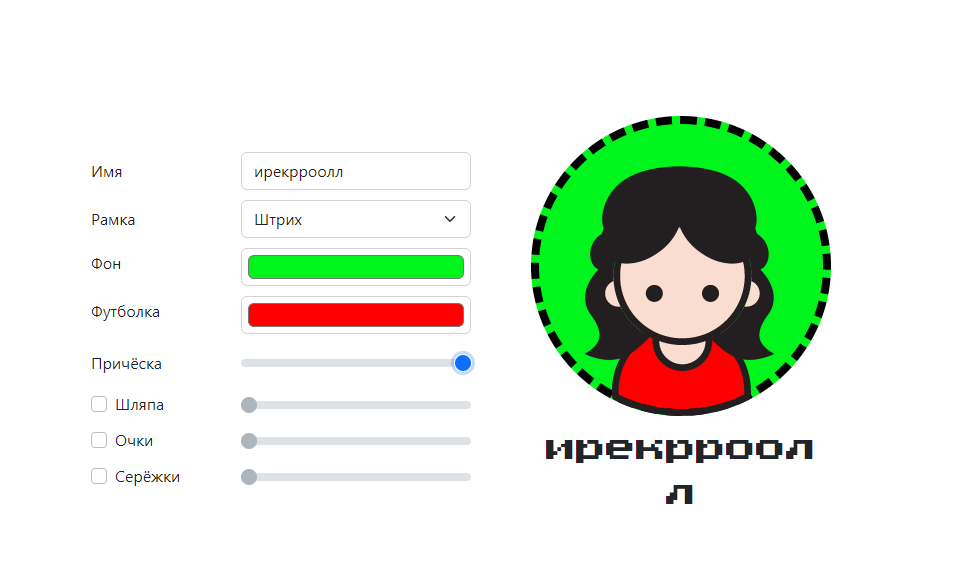 Имя
ирекрроолл
Рамка
Штрих
Фон
Футболка
Причёска
Шляпа
Очки
Серёжки
ирекрроол
л